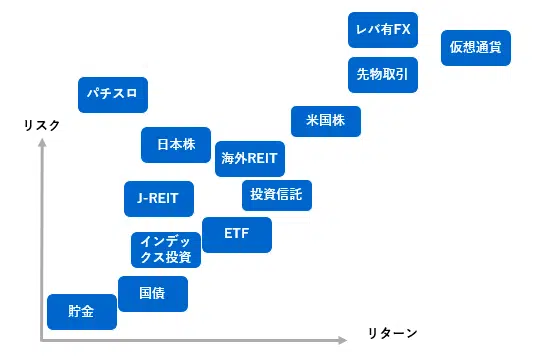 レバ有FX
仮想通貨
先物取引
パチスロ
米国株
リスク
日本株
海外REIT
J-REIT
投資信託
ETF
インデッ
クス投資
国債
貯金
リターン